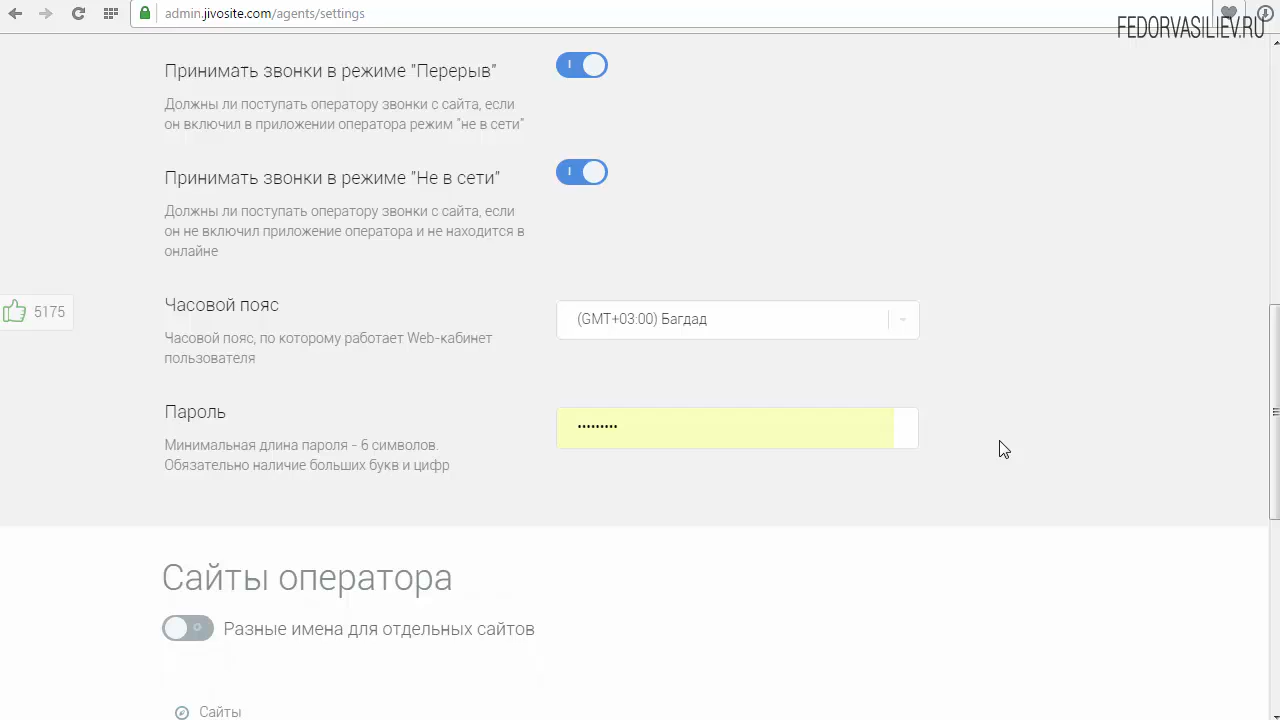 admin.jivosite.com/agents/settings
FEDORVASILIEV.RU
Принимать звонки в режиме "Перерыв"
Должны ли поступать оператору звонки с сайта, если
он включил в приложении оператора режим "не в сети"
Принимать звонки в режиме "Не в сети"
Должны ли поступать оператору звонки с сайта, если
он не включил приложение оператора и не находится в
онлайне
5175
Часовой пояс
(GMT+03:00) Багдад
Часовой пояс, по которому работает Web-кабинет
пользователя
Пароль
•••••••••
Минимальная длина пароля - 6 символов.
Обязательно наличие больших букв и цифр
Сайты оператора
Разные имена для отдельных сайтов
Сайты